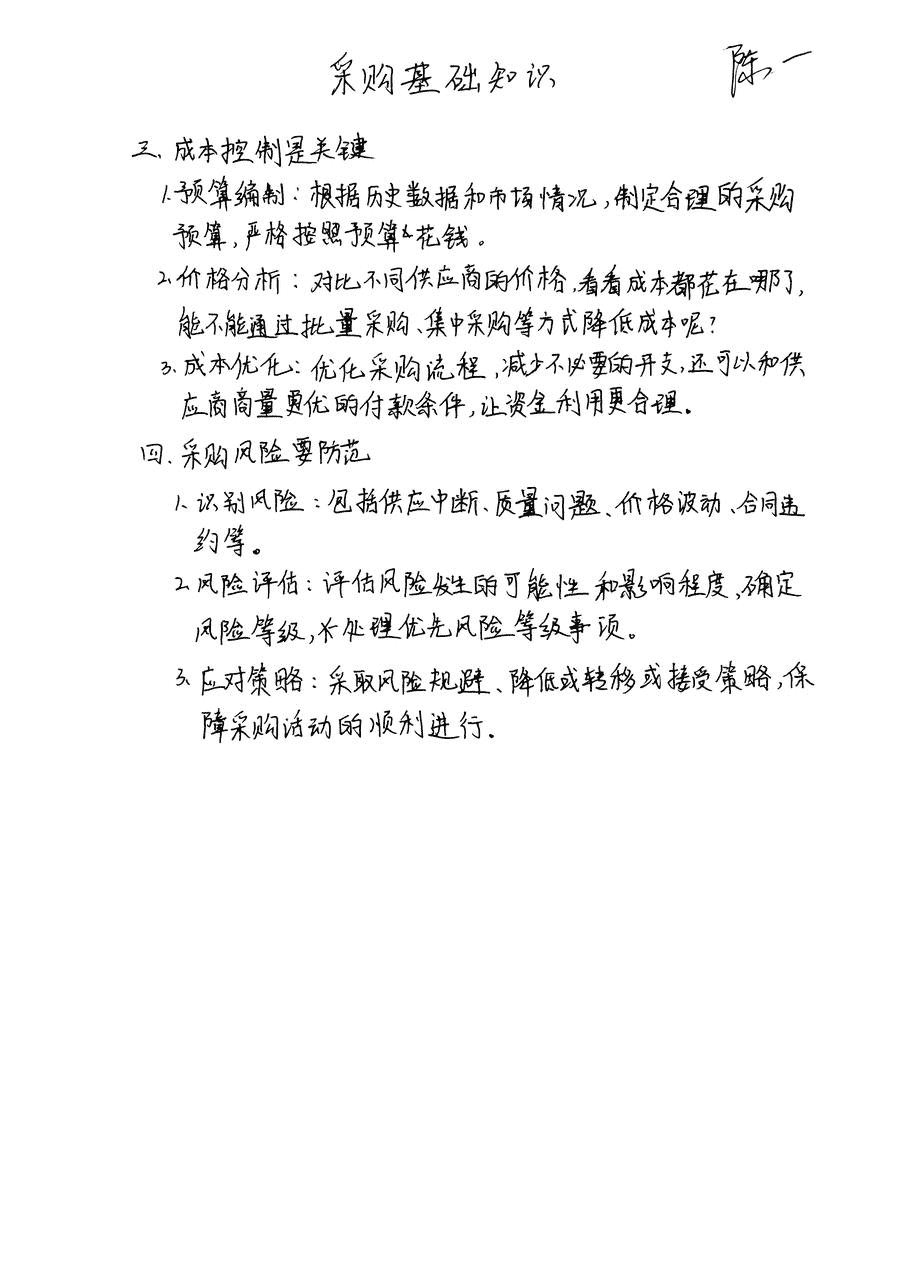 采购基础知识
陈一
三、成本控制是关键
1.预算编制：根据历史数据和市场情况，制定合理的采购
预算，严格按照预算花钱。
2.价格分析：对比不同供应商的价格，看看成本都花在哪了，
能不能通过批量采购、集中采购等方式降低成本呢？
3.成本优化：优化采购流程，减少不必要的开支，还可以和供
应商商量更优的付款条件，让资金利用更合理。
四、采购风险要防范
1.识别风险：包括供应中断、质量问题、价格波动、合同违
约等。
2.风险评估：评估风险发生的可能性和影响程度，确定
风险等级，处理优先风险等级事项。
3.应对策略：采取风险规避、降低或转移或接受策略，保
障采购活动的顺利进行.